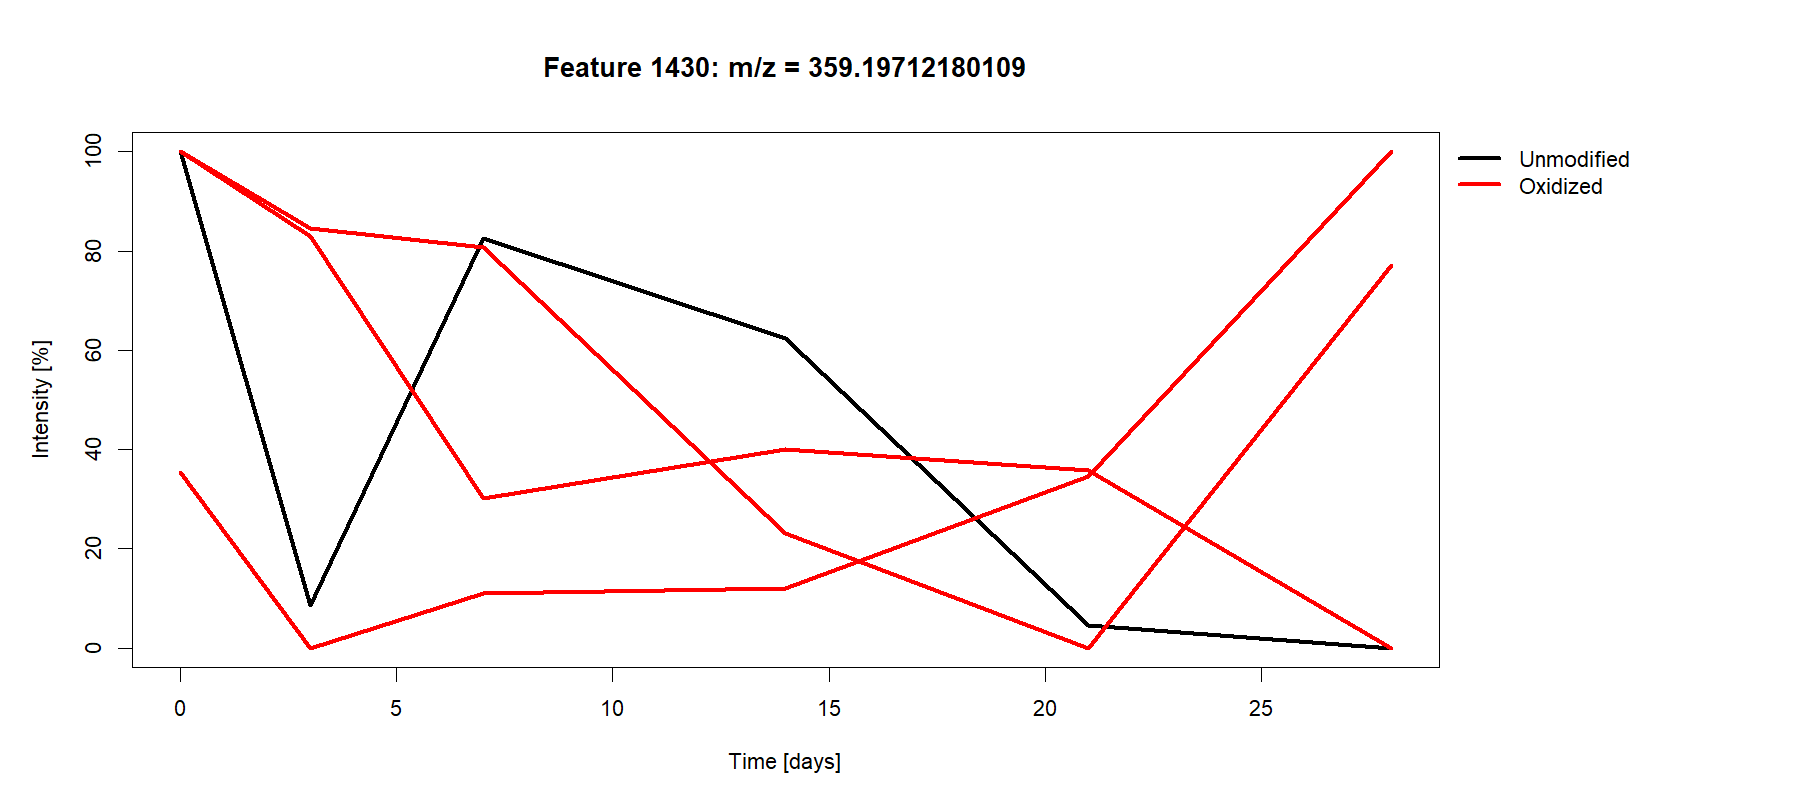 Feature 1430: m/z = 359.19712180109
Unmodified
Oxidized
100
80
60
40
20
0
Intensity [%]
0 5 10 15 20 25
Time [days]